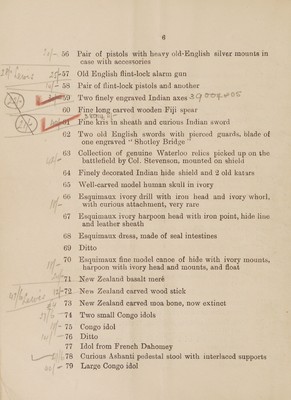 6
56 Pair of pistols with heavy old-English silver mounts in
case with accessories
57 Old English flint-lock alarm gun
58 Pair of flint-lock pistols and another
59 Two finely engraved Indian axes
60 Fine long carved wooden Fiji spear
61 Fine kris in sheath and curious Indian sword
62 Two old English swords with pierced guards, blade of
one engraved "Shotley Bridge"
63 Collection of genuine Waterloo relics picked up on the
battlefield by Col. Stevenson, mounted on shield
64 Finely decorated Indian hide shield and 2 old katars
65 Well-carved model human skull in ivory
66 Esquimaux ivory drill with iron head and ivory whorl,
with curious attachment, very rare
67 Esquimaux ivory harpoon head with iron point, hide line
and leather sheath
68 Esquimaux dress, made of seal intestines
69 Ditto
70 Esquimaux fine model canoe of hide with ivory mounts,
harpoon with ivory head and mounts, and float
71 New Zealand basalt meré
72 New Zealand carved wood stick
73 New Zealand carved moa bone, now extinct
74 Two small Congo idols
75 Congo idol
76 Ditto
77 Idol from French Dahomey
78 Curious Ashanti pedestal stool with interlaced supports
79 Large Congo idol